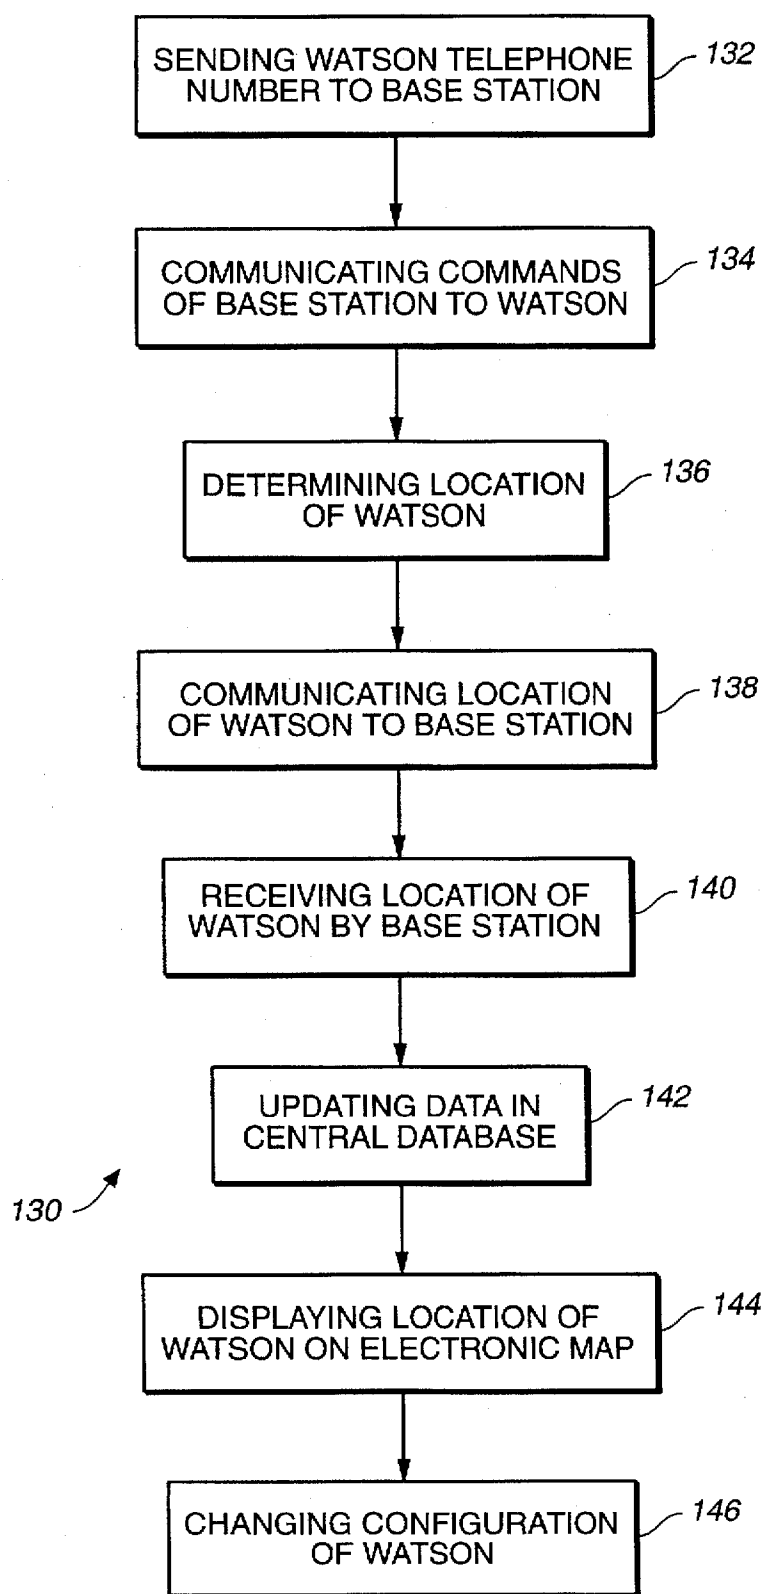 SENDING WATSON TELEPHONE
NUMBER TO BASE STATION
132
COMMUNICATING COMMANDS
OF BASE STATION TO WATSON
134
DETERMINING LOCATION
OF WATSON
136
COMMUNICATING LOCATION
OF WATSON TO BASE STATION
138
RECEIVING LOCATION OF
WATSON BY BASE STATION
140
UPDATING DATA IN
CENTRAL DATABASE
142
130
DISPLAYING LOCATION OF
WATSON ON ELECTRONIC MAP
144
CHANGING CONFIGURATION
OF WATSON
146